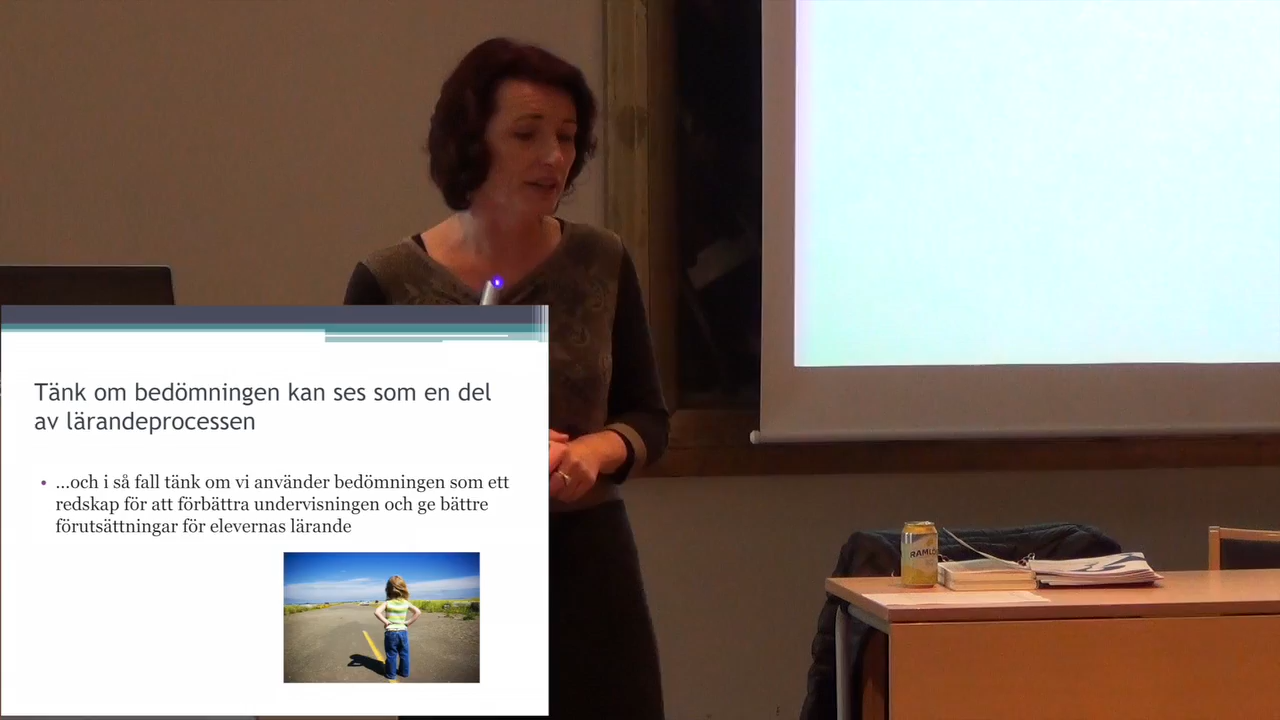 Tänk om bedömningen kan ses som en del
av lärandeprocessen
• …och i så fall tänk om vi använder bedömningen som ett
redskap för att förbättra undervisningen och ge bättre
förutsättningar för elevernas lärande